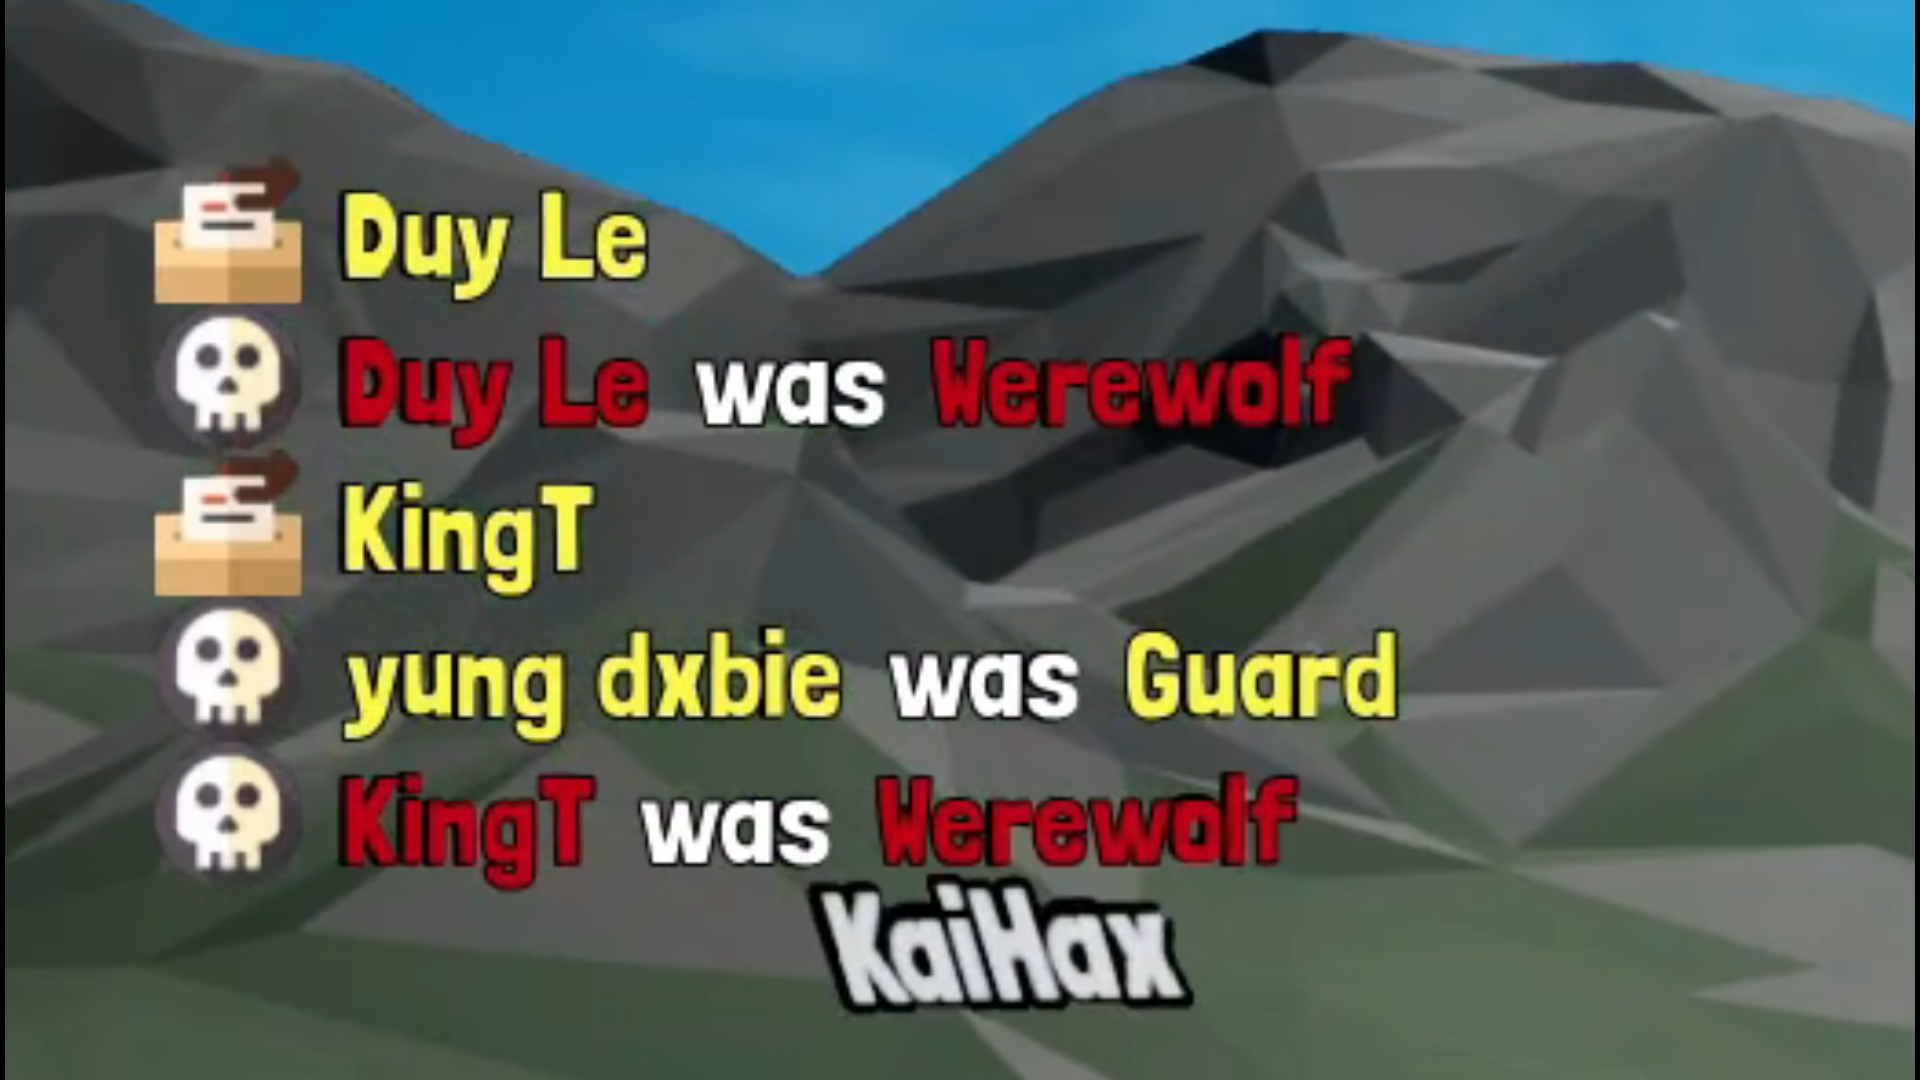 Duy Le
Duy Le was Werewolf
KingT
yung dxbie was Guard
KingT was Werewolf
KaiHax